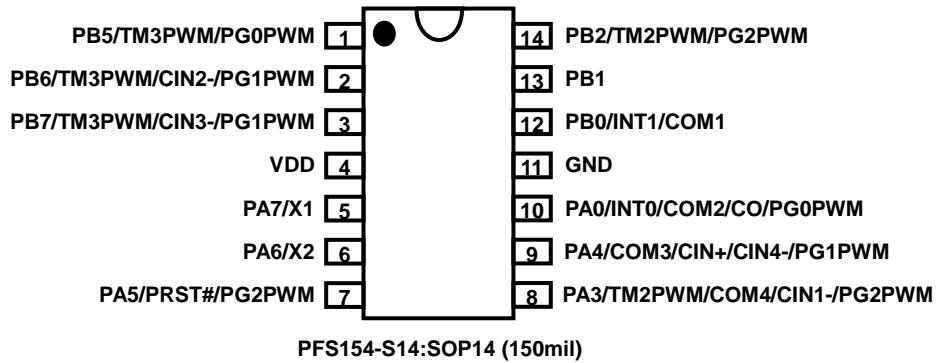 PB5/TM3PWM/PG0PWM 1 14 PB2/TM2PWM/PG2PWM
PB6/TM3PWM/CIN2-/PG1PWM 2 13 PB1
PB7/TM3PWM/CIN3-/PG1PWM 3 12 PB0/INT1/COM1
VDD 4 11 GND
PA7/X1 5 10 PA0/INT0/COM2/CO/PG0PWM
PA6/X2 6 9 PA4/COM3/CIN+/CIN4-/PG1PWM
PA5/PRST#/PG2PWM 7 8 PA3/TM2PWM/COM4/CIN1-/PG2PWM
PFS154-S14:SOP14 (150mil)